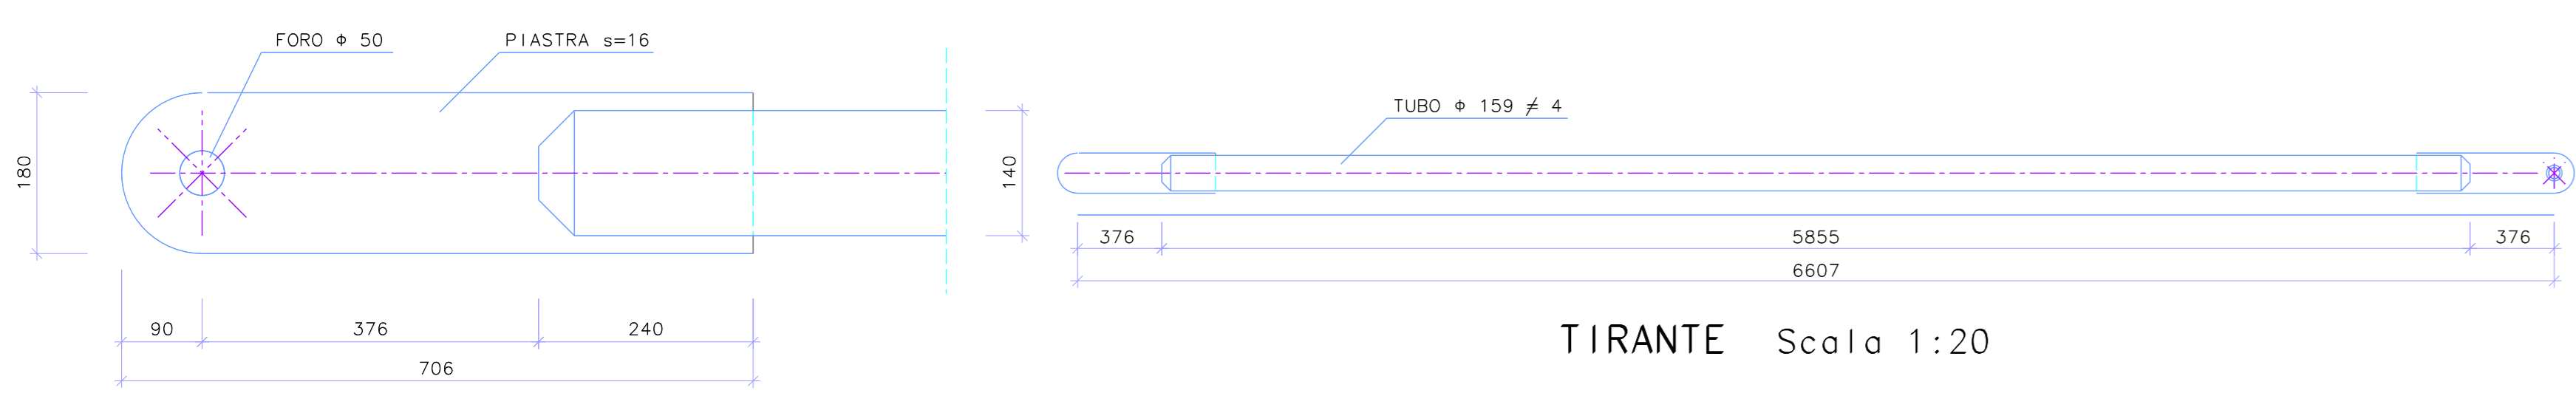 FORO Φ 50
PIASTRA s=16
180
140
90
376
240
706
TUBO Φ 159 ≠ 4
376
5855
376
6607
TIRANTE Scala 1:20